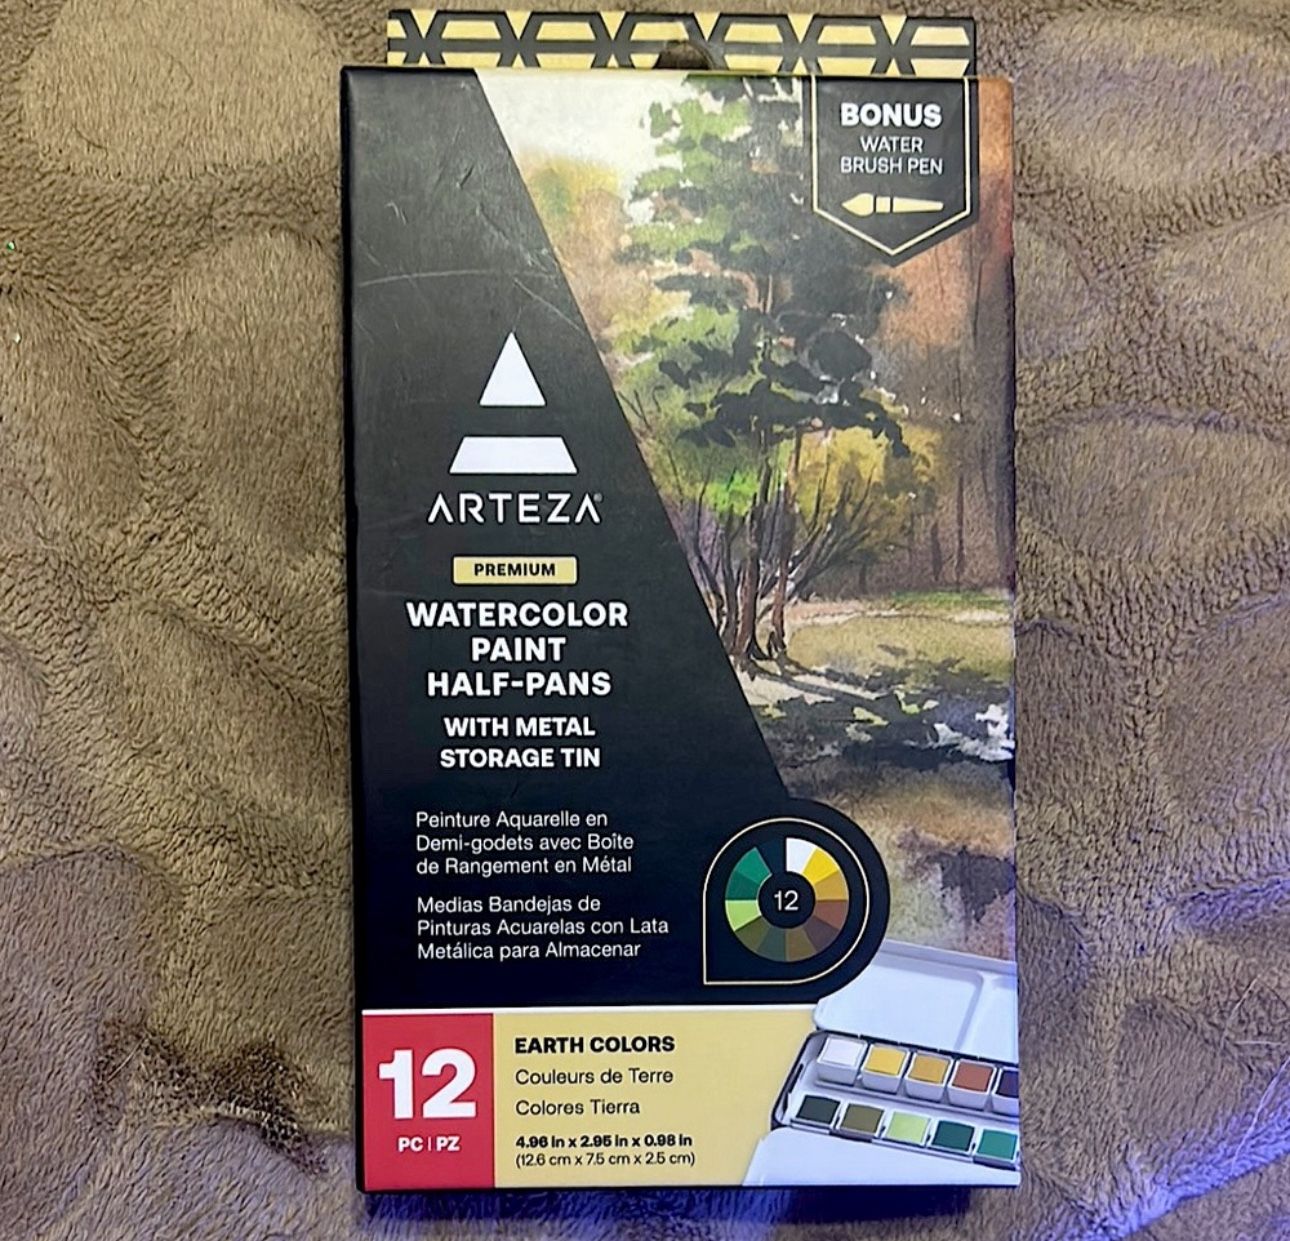 BONUS
WATER
BRUSH PEN
ARTEZA®
PREMIUM
WATERCOLOR
PAINT
HALF-PANS
WITH METAL
STORAGE TIN
Peinture Aquarelle en
Demi-godets avec Boîte
de Rangement en Métal
Medias Bandejas de
Pinturas Acuarelas con Lata
Metálica para Almacenar
12
12
PC | PZ
EARTH COLORS
Couleurs de Terre
Colores Tierra
4.96 in x 2.95 in x 0.98 in
(12.6 cm x 7.5 cm x 2.5 cm)